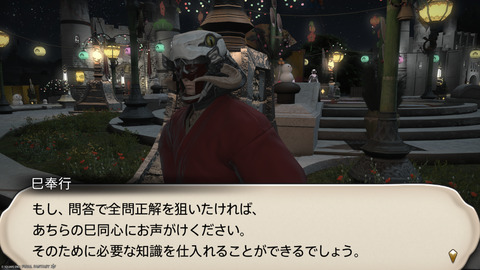 巳奉行
もし、問答で全問正解を狙いたければ、
あちらの巳同心にお声がけください。
そのために必要な知識を仕入れることができるでしょう。